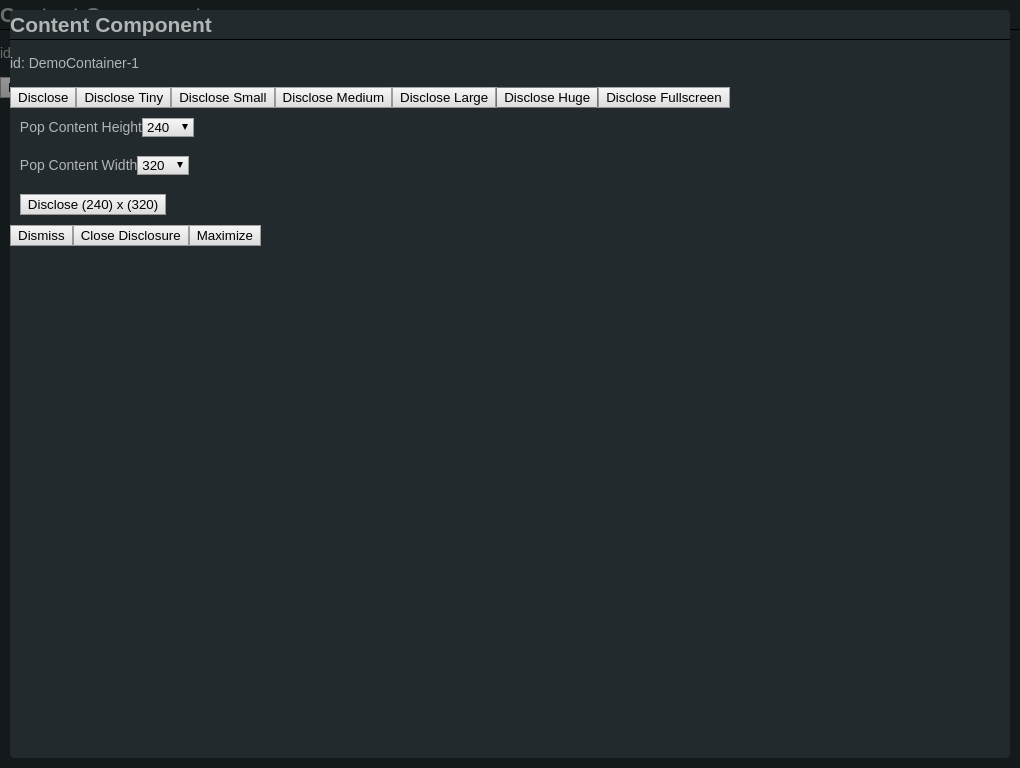 Content Component
id: DemoContainer-1
Disclose Disclose Tiny Disclose Small Disclose Medium Disclose Large Disclose Huge Disclose Fullscreen
Pop Content Height 240
Pop Content Width 320
Disclose (240) x (320)
Dismiss Close Disclosure Maximize
id